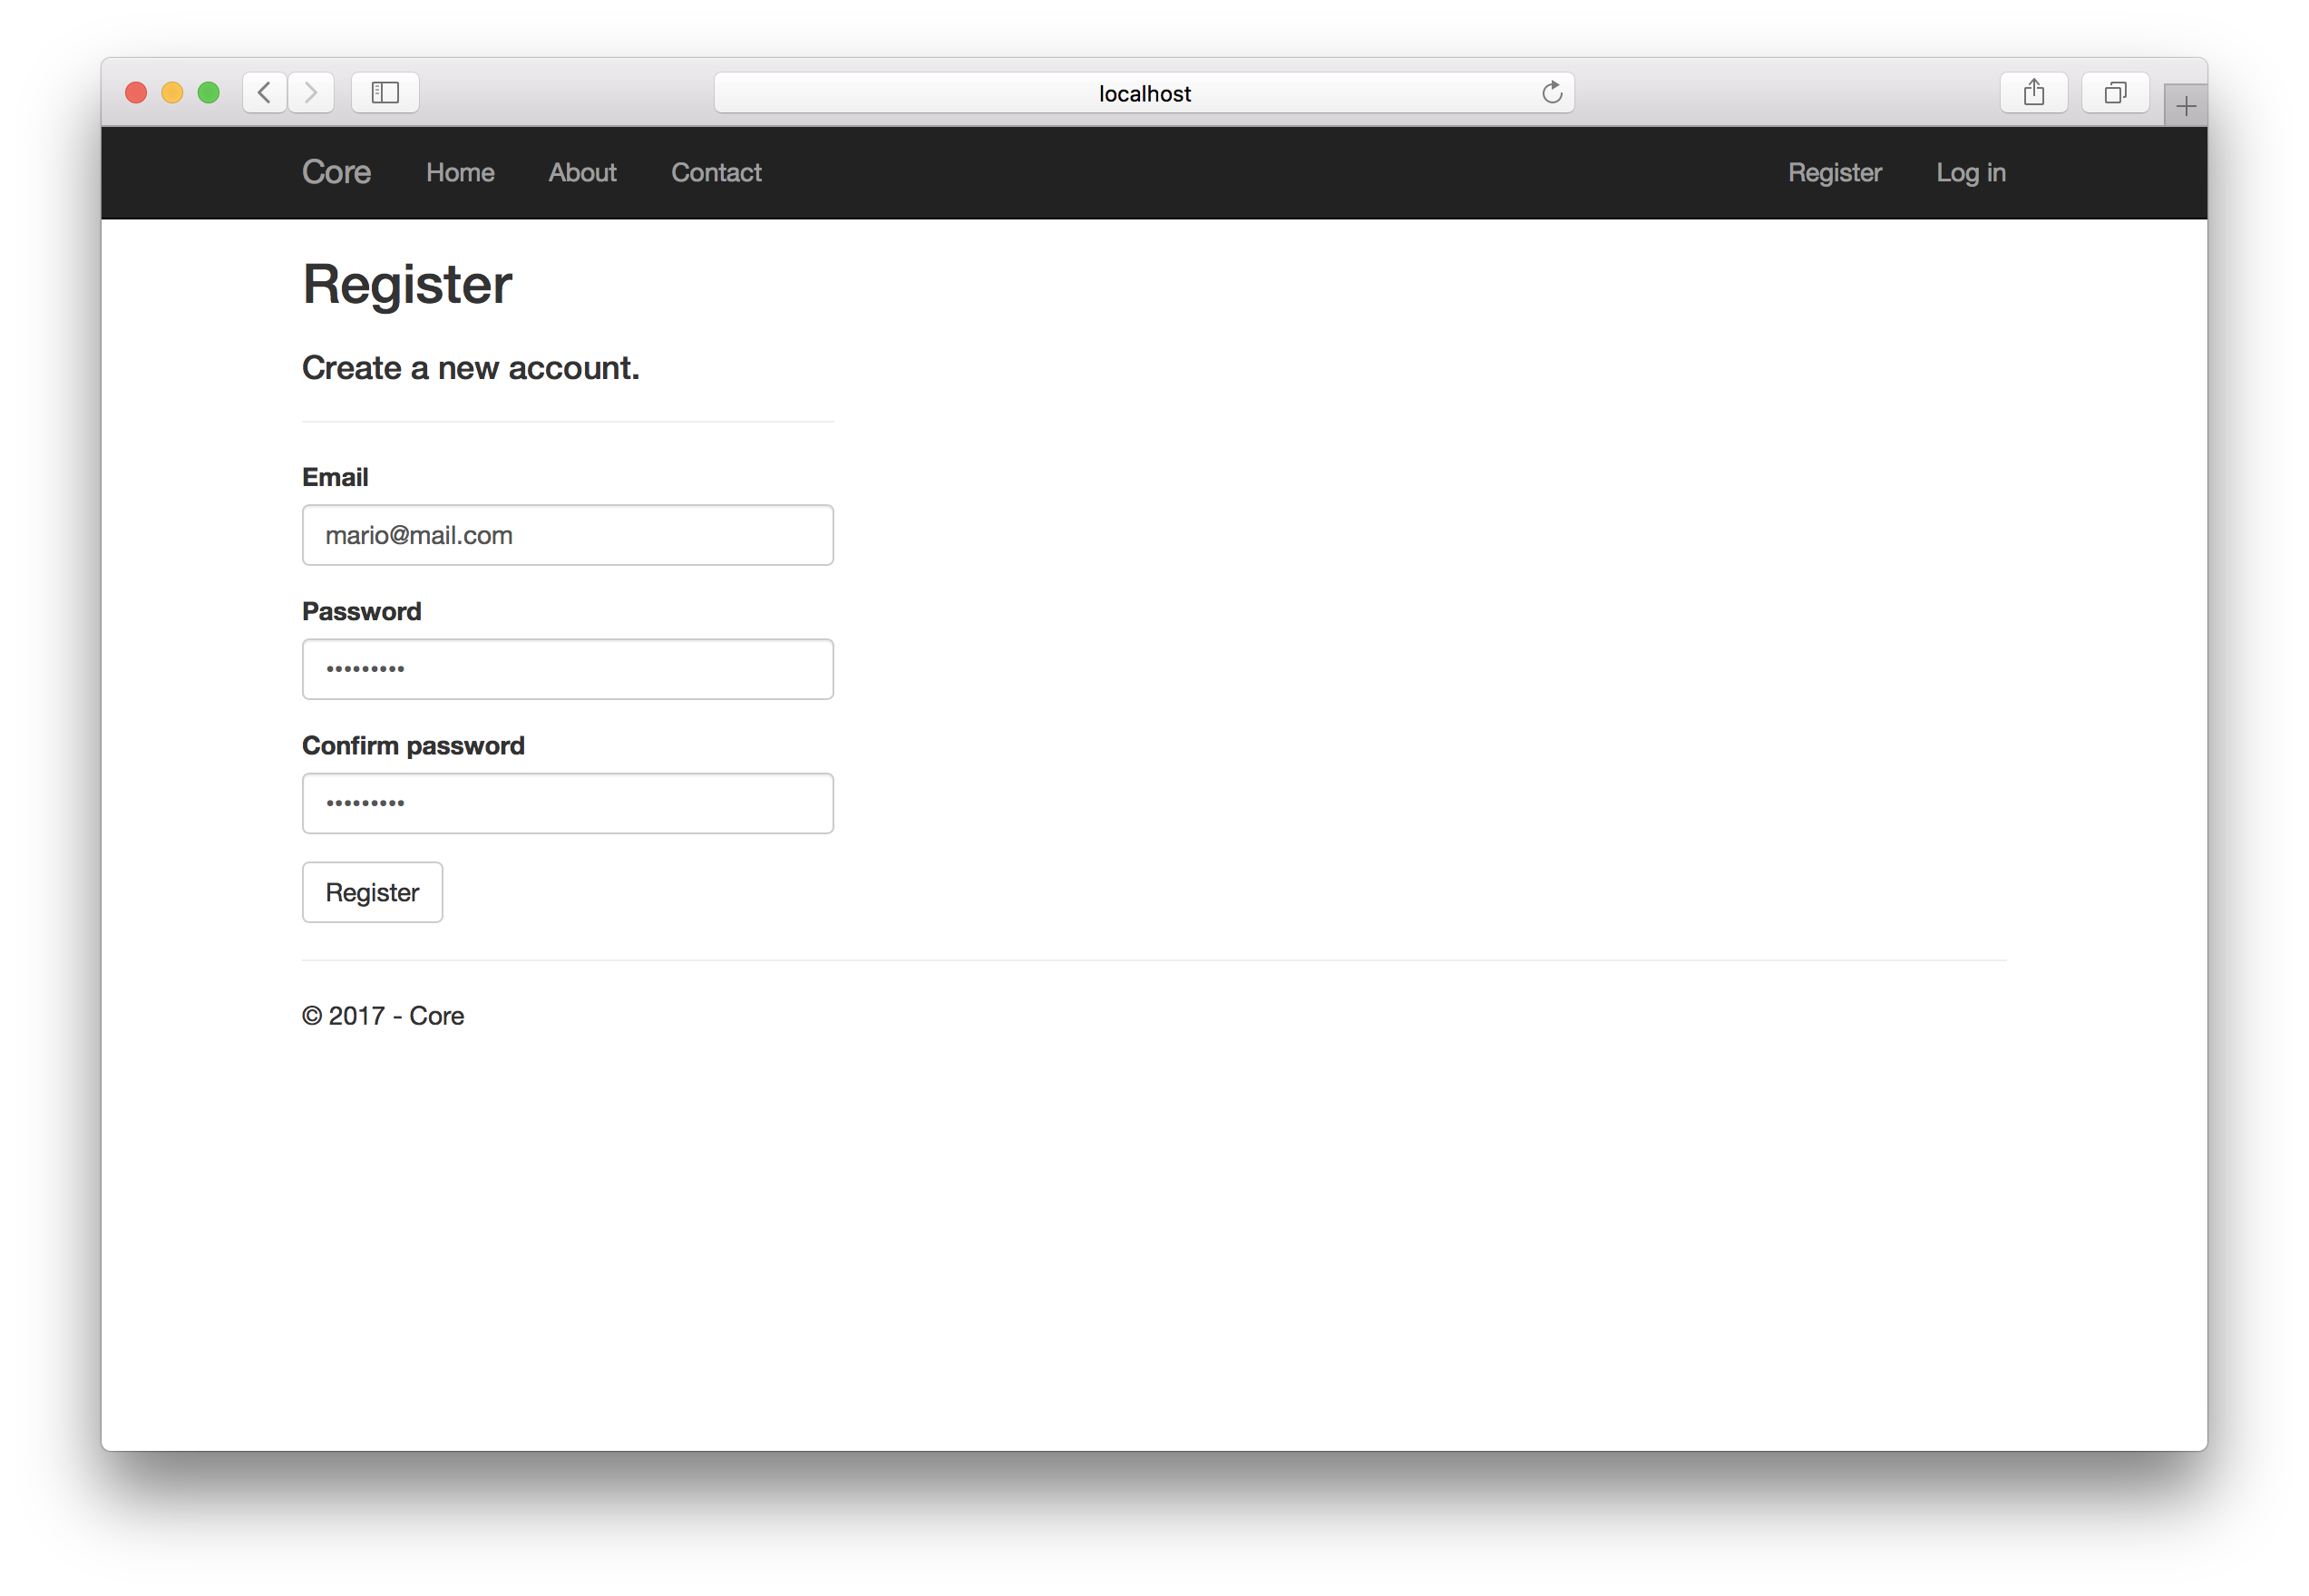 localhost
Core Home About Contact Register Log in
Register
Create a new account.
Email
mario@mail.com
Password
•••••••••
Confirm password
•••••••••
Register
© 2017 - Core